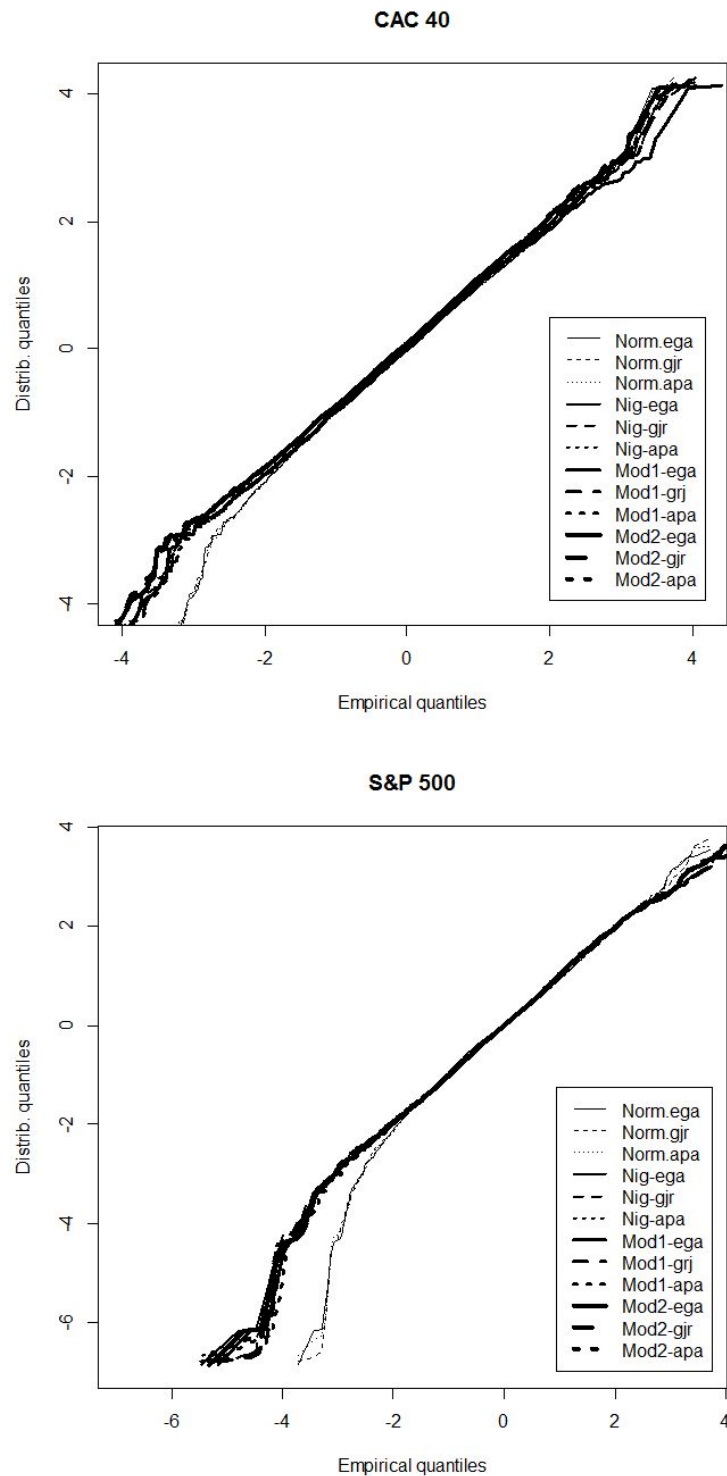 CAC 40
4
2
0
-2
-4
Distrib. quantiles
Norm.ega
Norm.gjr
Norm.apa
Nig-ega
Nig-gjr
Nig-apa
Mod1-ega
Mod1-grj
Mod1-apa
Mod2-ega
Mod2-gjr
Mod2-apa
-4 -2 0 2 4
Empirical quantiles
S&P 500
4
2
0
-2
-4
-6
Distrib. quantiles
Norm.ega
Norm.gjr
Norm.apa
Nig-ega
Nig-gjr
Nig-apa
Mod1-ega
Mod1-grj
Mod1-apa
Mod2-ega
Mod2-gjr
Mod2-apa
-6 -4 -2 0 2 4
Empirical quantiles